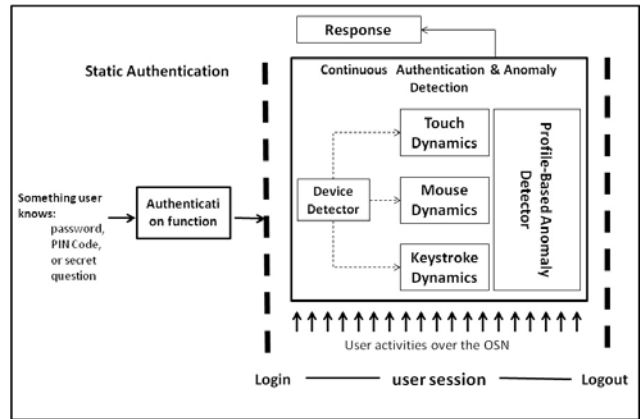 Response
Static Authentication
Continuous Authentication & Anomaly
Detection
Touch
Dynamics
Device
Detector
Mouse
Dynamics
Keystroke
Dynamics
Profile-Based Anomaly
Detector
Something user
knows:
password,
PIN Code,
or secret
question
Authenticati
on function
User activities over the OSN
Login
user session
Logout